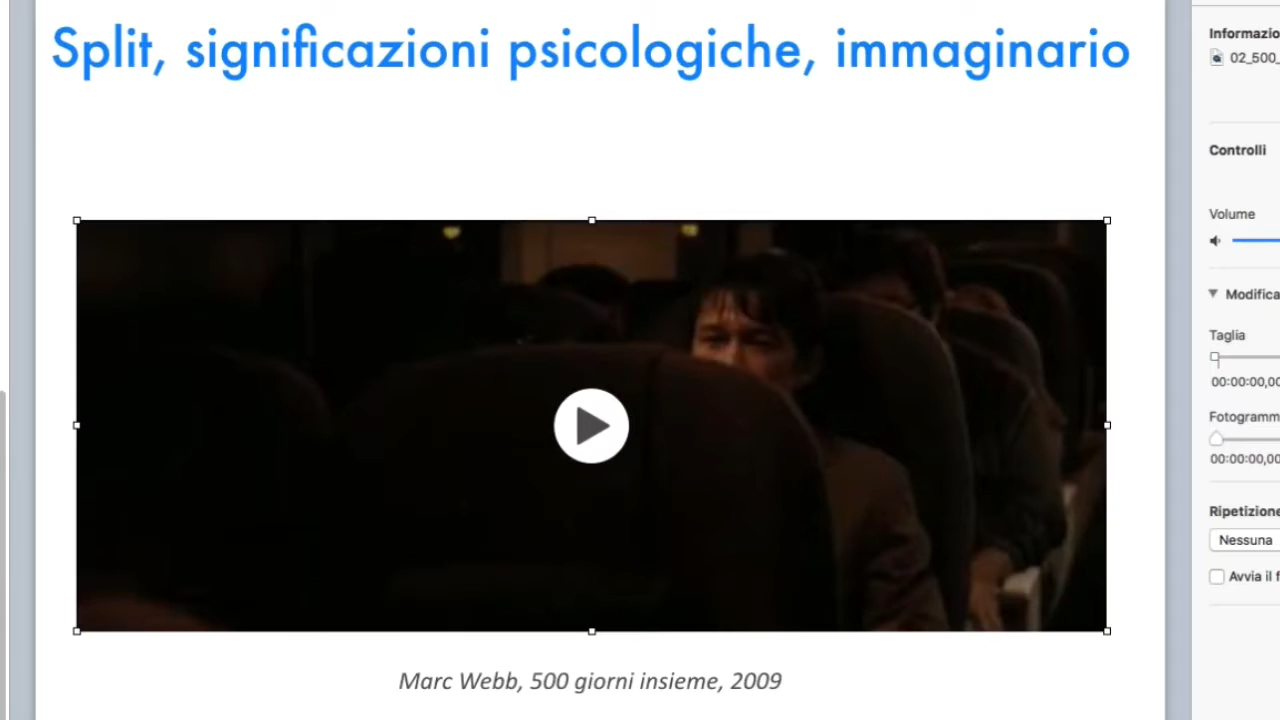 Split, significazioni psicologiche, immaginario
Marc Webb, 500 giorni insieme, 2009
Informazio
02_500_
Controlli
Volume
Modifica
Taglia
00:00:00,00
Fotogramm
00:00:00,00
Ripetizione
Nessuna
Avvia il f